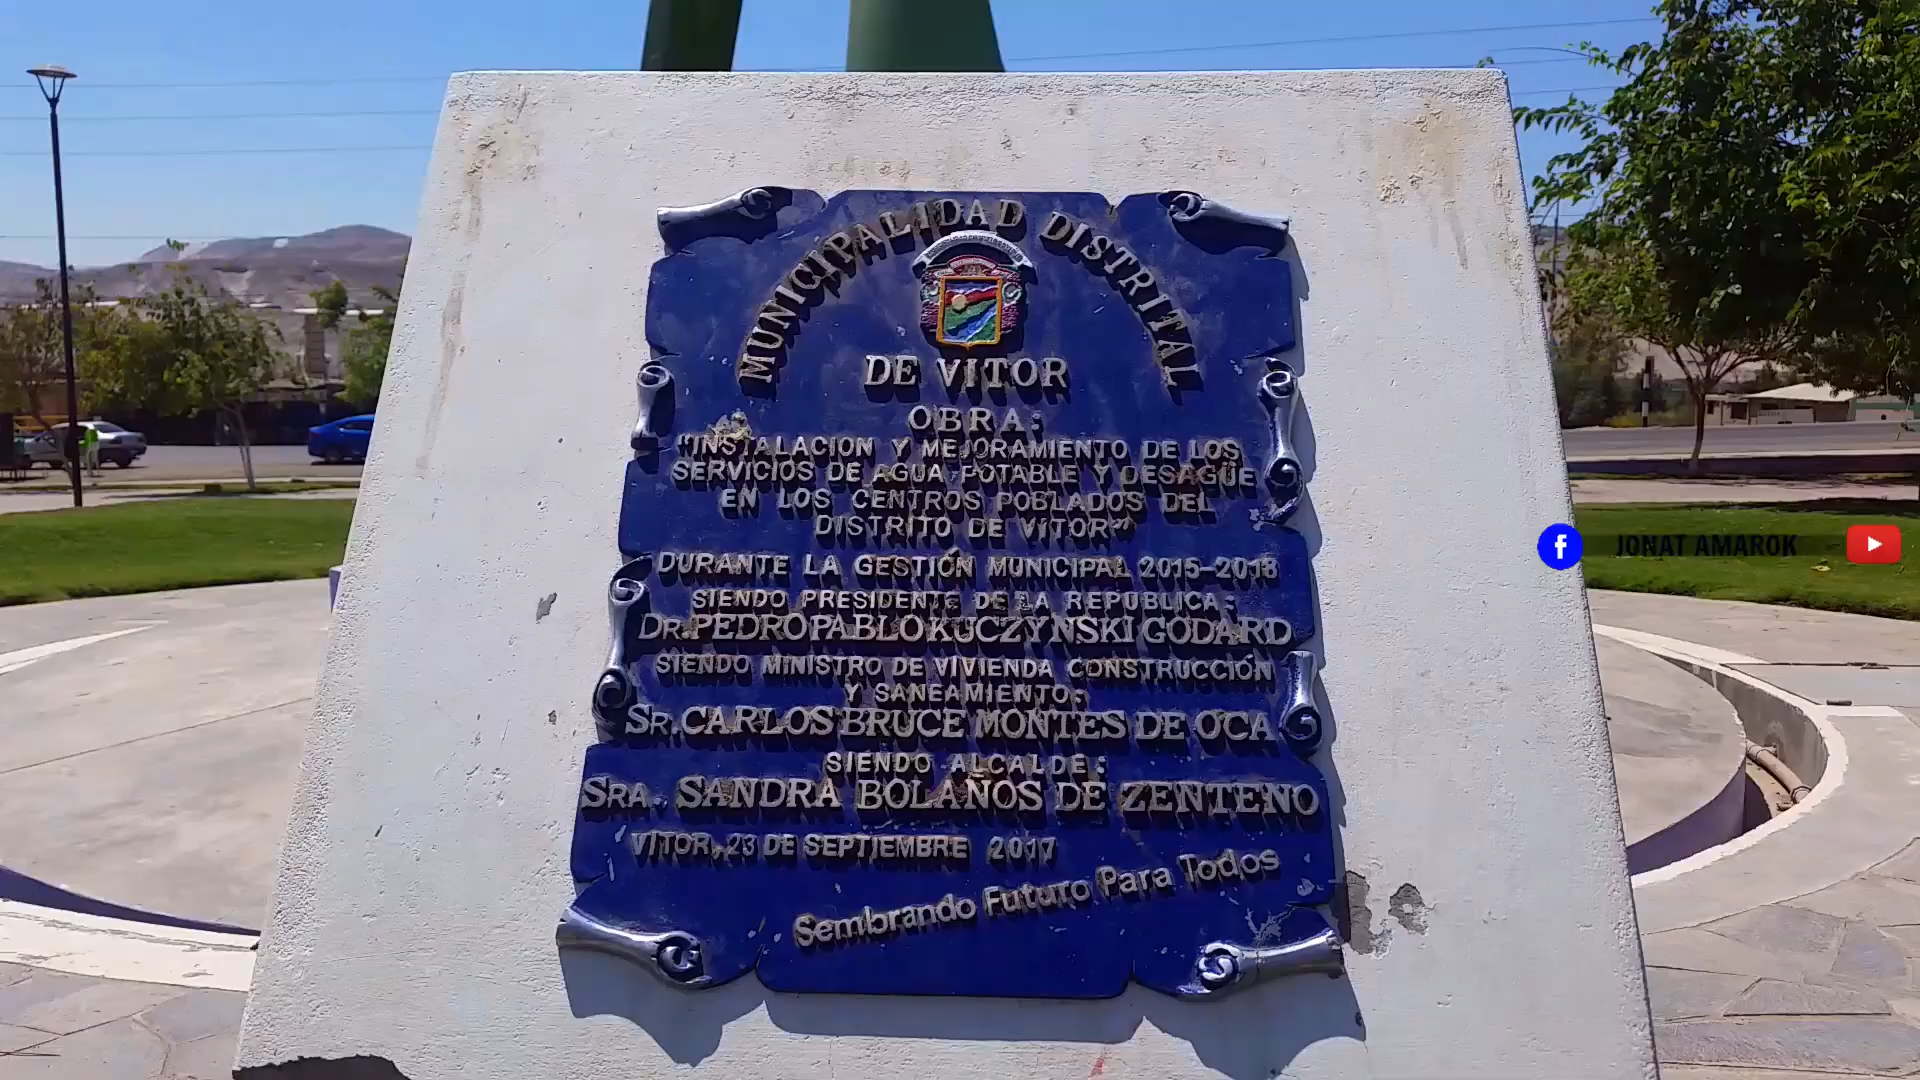 MUNICIPALIDAD DISTRITAL
DE VITOR
OBRA:
"INSTALACION Y MEJORAMIENTO DE LOS
SERVICIOS DE AGUA POTABLE Y DESAGÜE
EN LOS CENTROS POBLADOS DEL
DISTRITO DE VITOR"
DURANTE LA GESTIÓN MUNICIPAL 2015-2018
SIENDO PRESIDENTE DE LA REPUBLICA:
DR. PEDRO PABLO KUCZYNSKI GODARD
SIENDO MINISTRO DE VIVIENDA CONSTRUCCIÓN
Y SANEAMIENTO:
SR. CARLOS BRUCE MONTES DE OCA
SIENDO ALCALDE:
SRA. SANDRA BOLAÑOS DE ZENTENO
VITOR, 23 DE SEPTIEMBRE 2017
Sembrando Futuro Para Todos
JONAT AMAROK